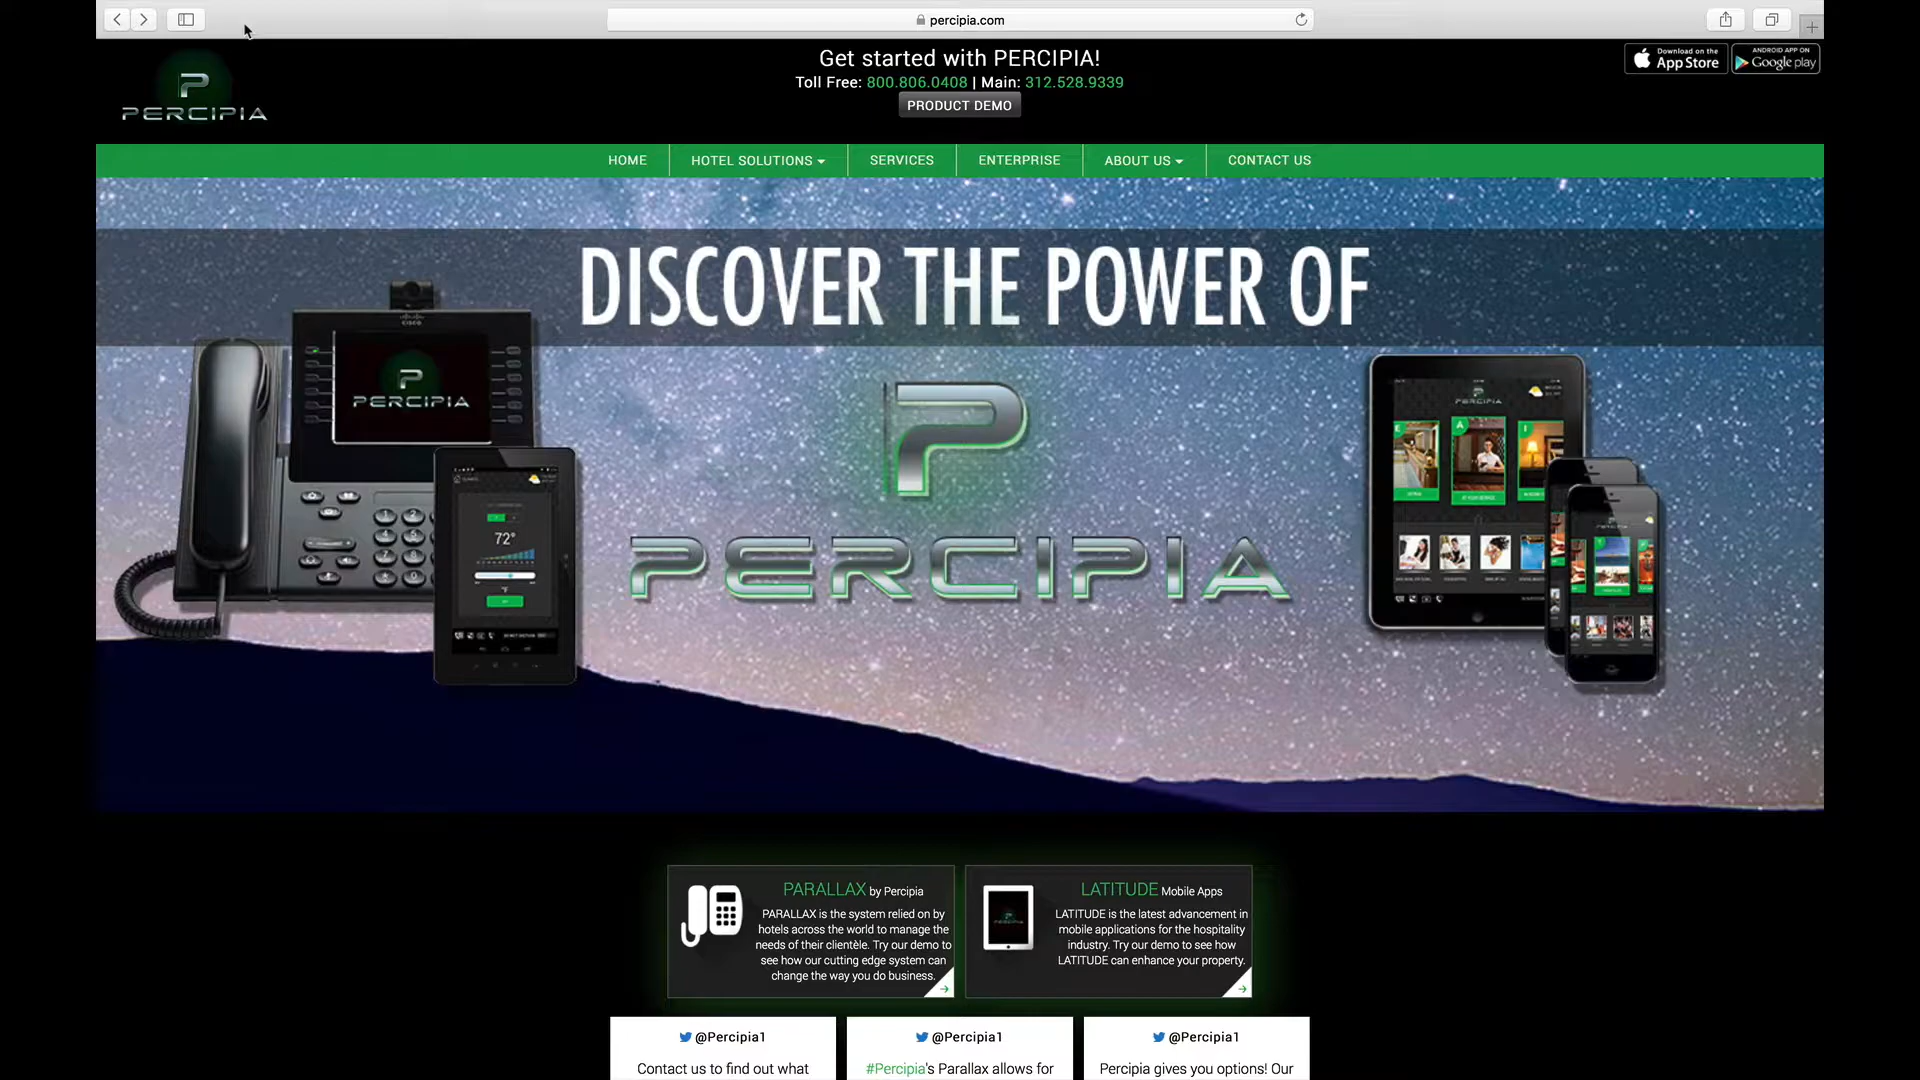 percipia.com
Get started with PERCIPIA!
Toll Free: 800.806.0408 | Main: 312.528.9339
PRODUCT DEMO
Download on the
App Store
ANDROID APP ON
Google play
P
PERCIPIA
HOME
HOTEL SOLUTIONS
SERVICES
ENTERPRISE
ABOUT US
CONTACT US
DISCOVER THE POWER OF
P
PERCIPIA
CISCO
P
PERCIPIA
72°
PERCIPIA
PARALLAX by Percipia
PARALLAX is the system relied on by
hotels across the world to manage the
needs of their clientèle. Try our demo to
see how our cutting edge system can
change the way you do business.
LATITUDE Mobile Apps
LATITUDE is the latest advancement in
mobile applications for the hospitality
industry. Try our demo to see how
LATITUDE can enhance your property.
@Percipia1
Contact us to find out what
@Percipia1
#Percipia's Parallax allows for
@Percipia1
Percipia gives you options! Our